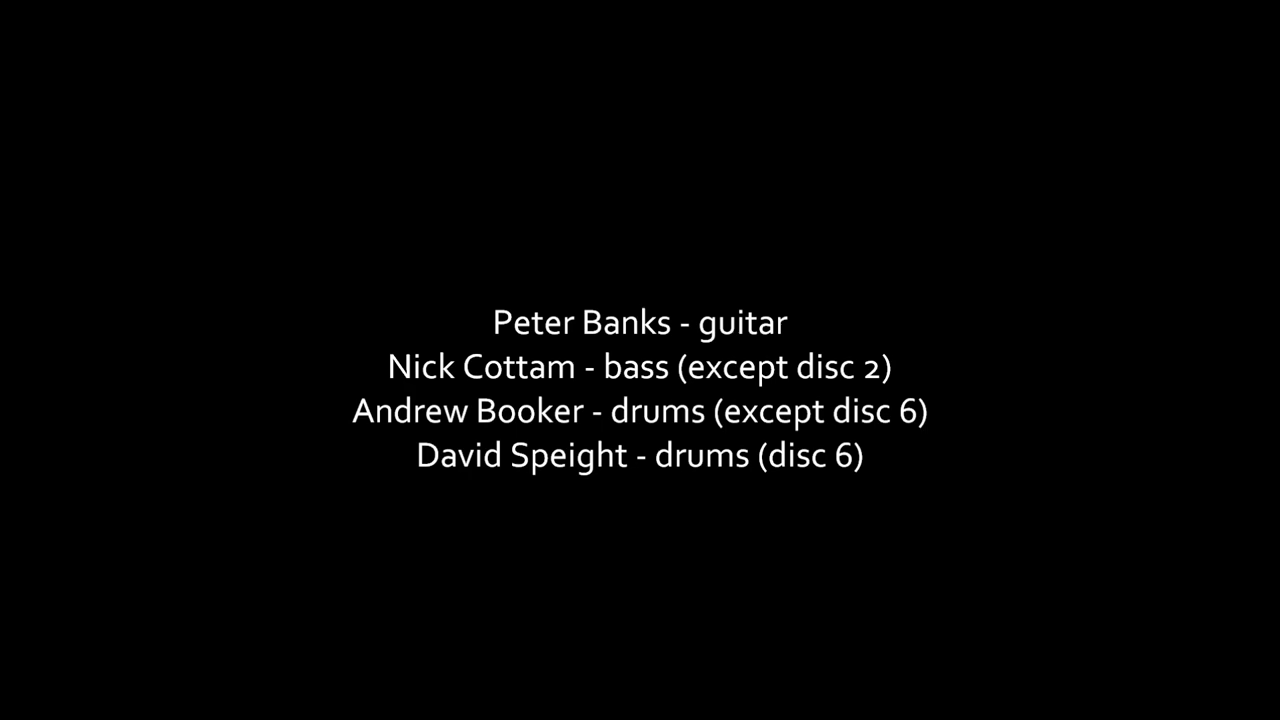 Peter Banks - guitar
Nick Cottam - bass (except disc 2)
Andrew Booker - drums (except disc 6)
David Speight - drums (disc 6)